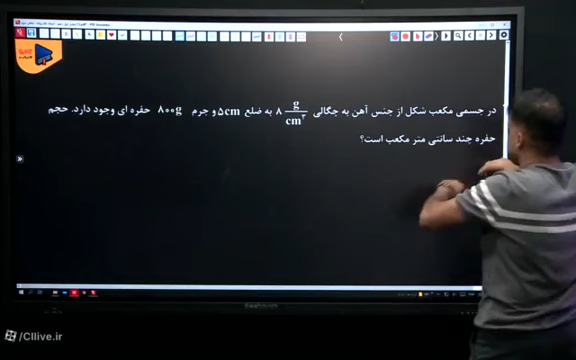 در جسمی مکعب شکل از جنس آهن به چگالی ۸ g/cm³ به ضلع ۵cm و جرم ۸۰۰g حفره ای وجود دارد. حجم
حفره چند سانتی متر مکعب است؟
/Cllive.ir